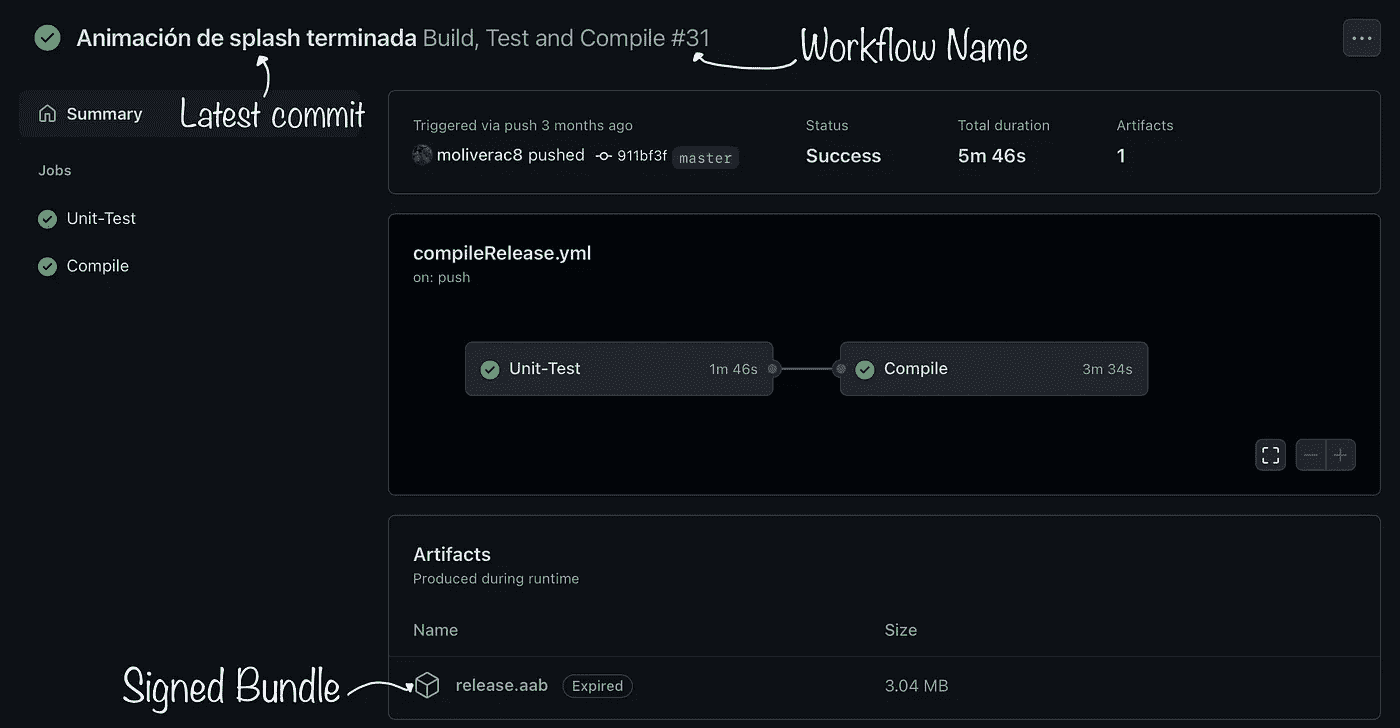 Animación de splash terminada Build, Test and Compile #31
Workflow Name
Latest commit
Summary
Jobs
Unit-Test
Compile
Triggered via push 3 months ago
moliverac8 pushed 911bf3f master
Status
Success
Total duration
5m 46s
Artifacts
1
compileRelease.yml
on: push
Unit-Test 1m 46s
Compile 3m 34s
Artifacts
Produced during runtime
Name Size
Signed Bundle
release.aab Expired 3.04 MB